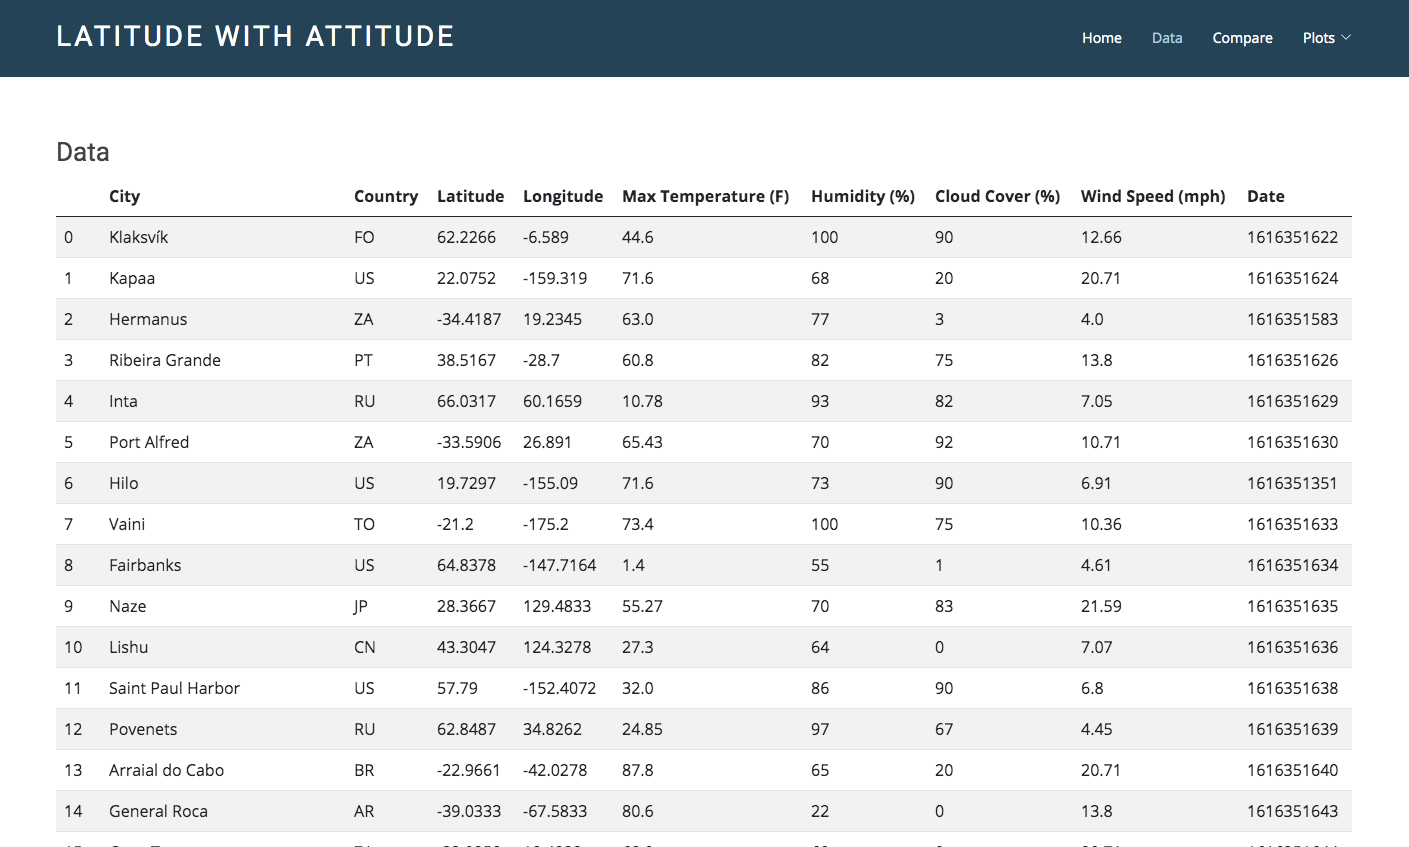 LATITUDE WITH ATTITUDE
Home Data Compare Plots
Data
City Country Latitude Longitude Max Temperature (F) Humidity (%) Cloud Cover (%) Wind Speed (mph) Date
0 Klaksvík FO 62.2266 -6.589 44.6 100 90 12.66 1616351622
1 Kapaa US 22.0752 -159.319 71.6 68 20 20.71 1616351624
2 Hermanus ZA -34.4187 19.2345 63.0 77 3 4.0 1616351583
3 Ribeira Grande PT 38.5167 -28.7 60.8 82 75 13.8 1616351626
4 Inta RU 66.0317 60.1659 10.78 93 82 7.05 1616351629
5 Port Alfred ZA -33.5906 26.891 65.43 70 92 10.71 1616351630
6 Hilo US 19.7297 -155.09 71.6 73 90 6.91 1616351351
7 Vaini TO -21.2 -175.2 73.4 100 75 10.36 1616351633
8 Fairbanks US 64.8378 -147.7164 1.4 55 1 4.61 1616351634
9 Naze JP 28.3667 129.4833 55.27 70 83 21.59 1616351635
10 Lishu CN 43.3047 124.3278 27.3 64 0 7.07 1616351636
11 Saint Paul Harbor US 57.79 -152.4072 32.0 86 90 6.8 1616351638
12 Povenets RU 62.8487 34.8262 24.85 97 67 4.45 1616351639
13 Arraial do Cabo BR -22.9661 -42.0278 87.8 65 20 20.71 1616351640
14 General Roca AR -39.0333 -67.5833 80.6 22 0 13.8 1616351643